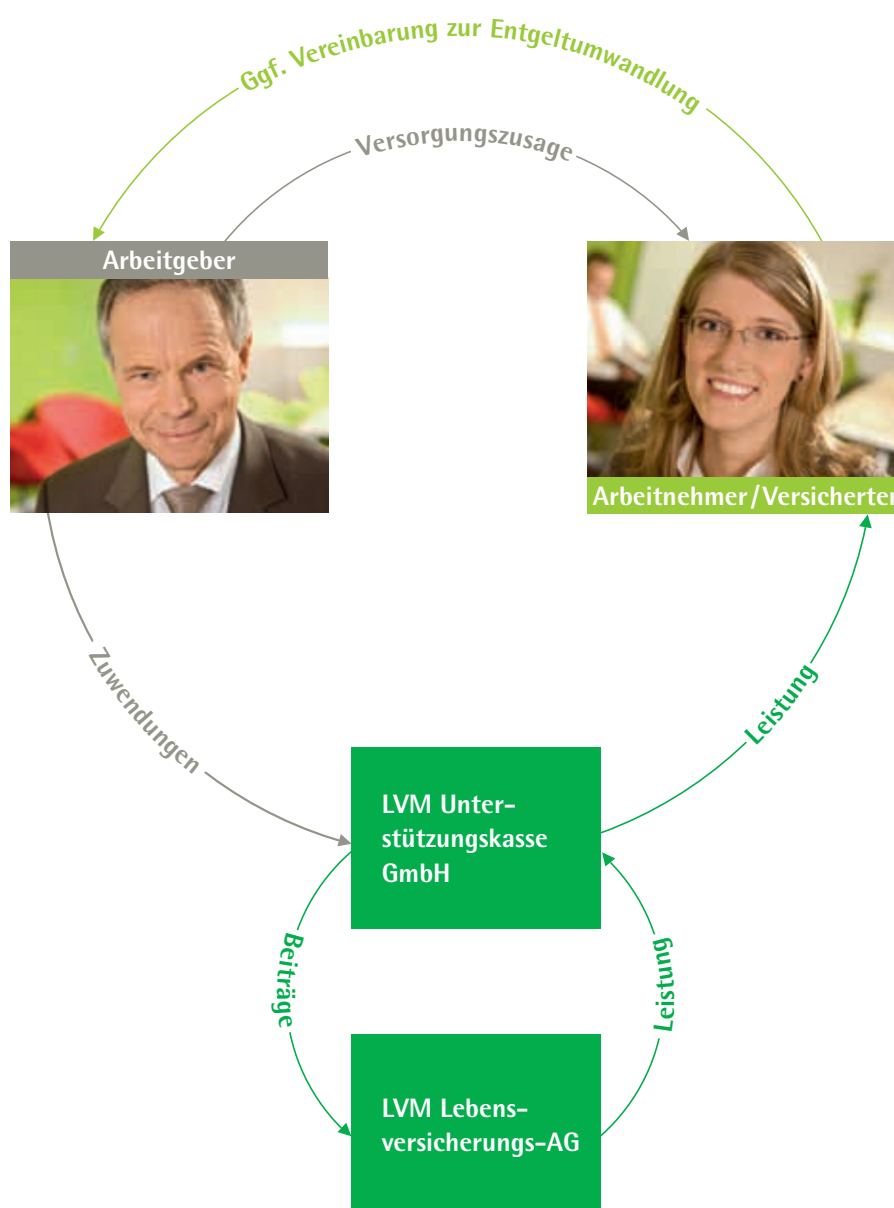 Ggf. Vereinbarung zur Entgeltumwandlung
Versorgungszusage
Arbeitgeber
Arbeitnehmer/Versicherter
Zuwendungen
Leistung
LVM Unter-
stützungskasse
GmbH
Beiträge
Leistung
LVM Lebens-
versicherungs-AG